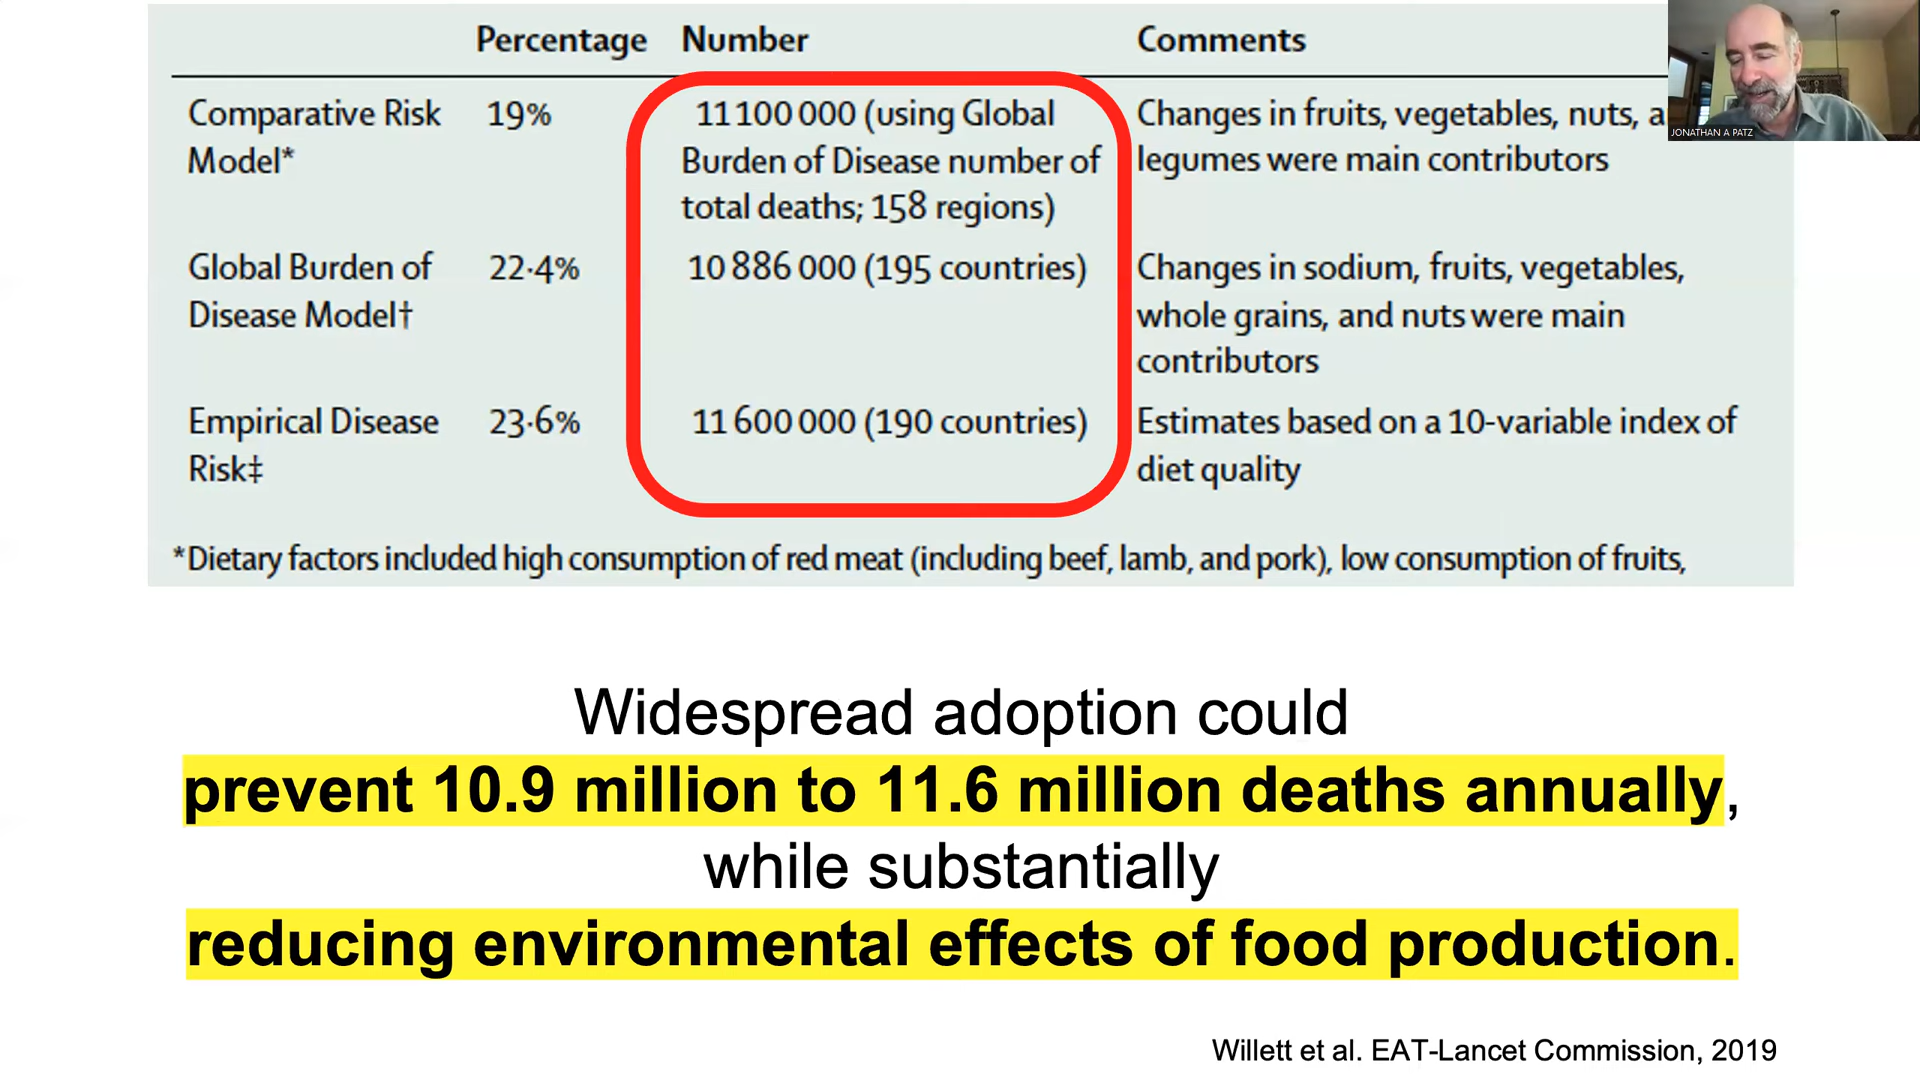 Percentage Number Comments
Comparative Risk 19% 11 100 000 (using Global Changes in fruits, vegetables, nuts, a
Model* Burden of Disease number of legumes were main contributors
total deaths; 158 regions)
Global Burden of 22·4% 10 886 000 (195 countries) Changes in sodium, fruits, vegetables,
Disease Model† whole grains, and nuts were main
contributors
Empirical Disease 23·6% 11 600 000 (190 countries) Estimates based on a 10-variable index of
Risk‡ diet quality
*Dietary factors included high consumption of red meat (including beef, lamb, and pork), low consumption of fruits,
JONATHAN A PATZ
Widespread adoption could
prevent 10.9 million to 11.6 million deaths annually,
while substantially
reducing environmental effects of food production.
Willett et al. EAT-Lancet Commission, 2019